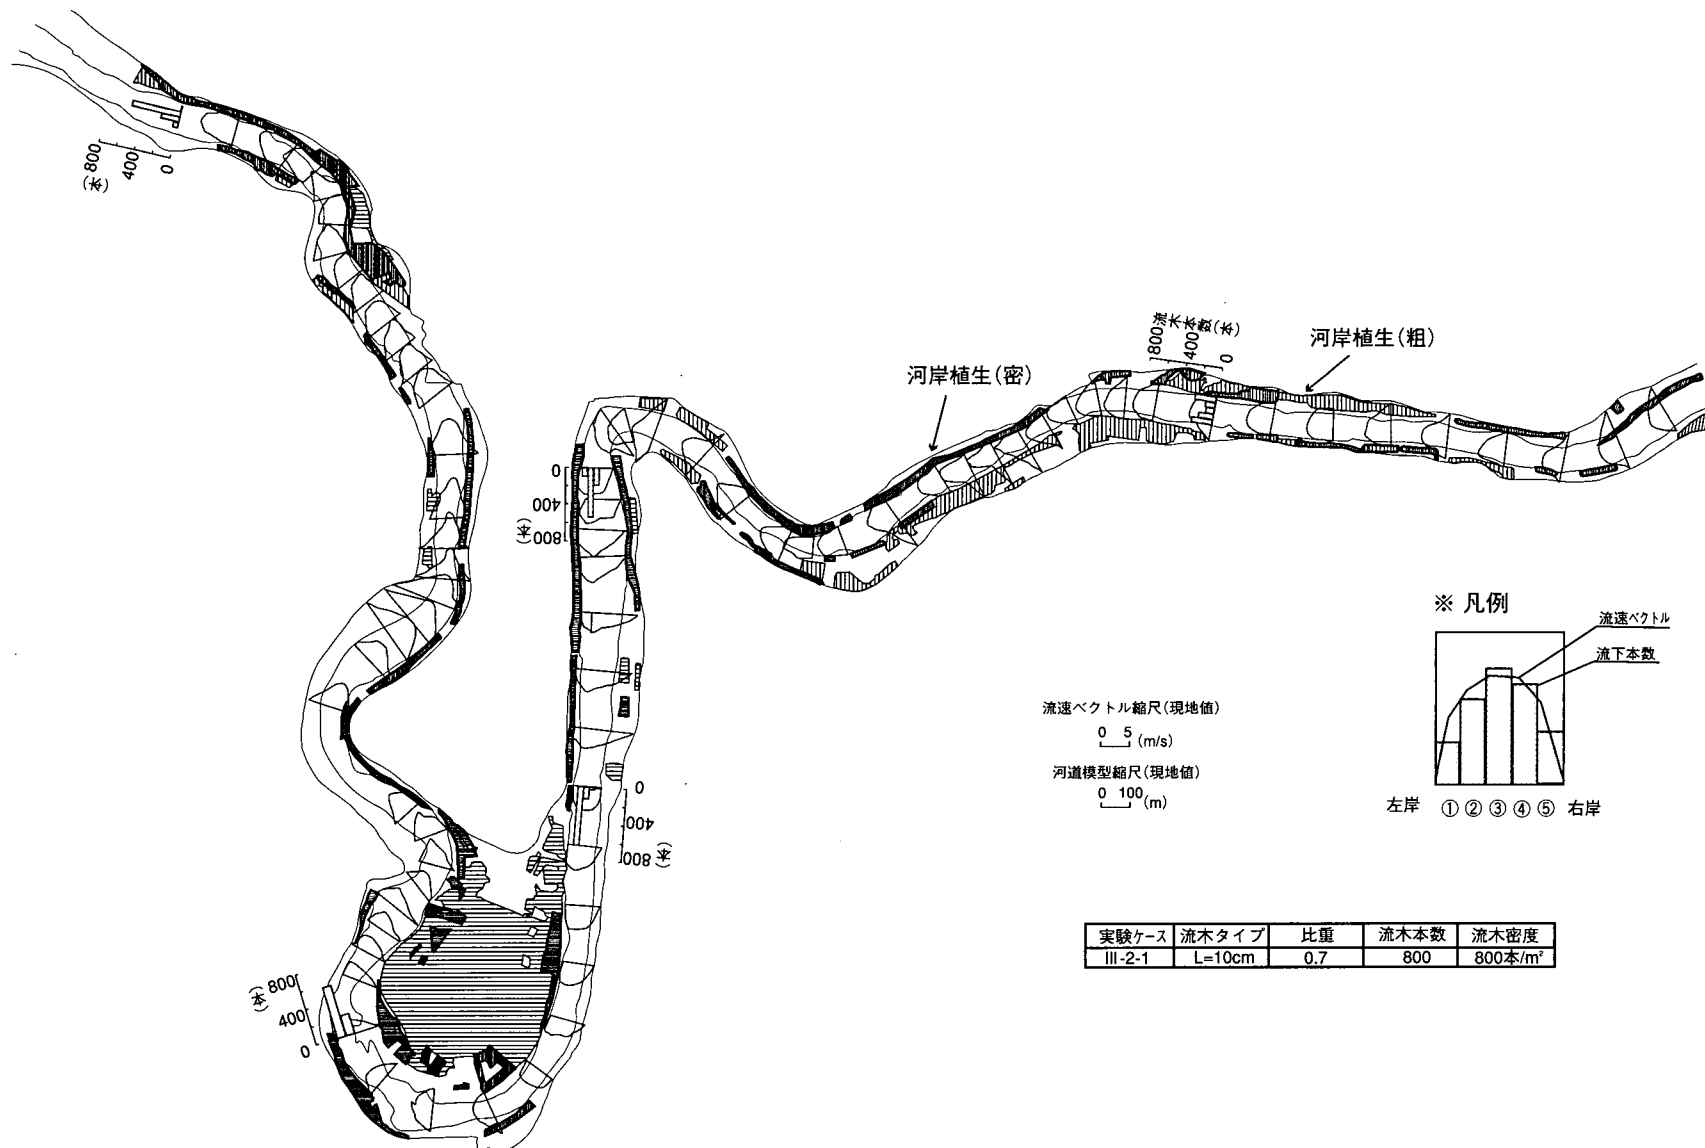 800
400
0
(本)
800流木本数(本)
400
0
河岸植生(粗)
河岸植生(密)
0
400
800
(本)
※ 凡例
流速ベクトル
流下本数
左岸 ① ② ③ ④ ⑤ 右岸
流速ベクトル縮尺(現地値)
0 5 (m/s)
河道模型縮尺(現地値)
0 100 (m)
0
400
800
(本)
実験ケース 流木タイプ 比重 流木本数 流木密度
III-2-1 L=10cm 0.7 800 800本/m²
(本)
800
400
0